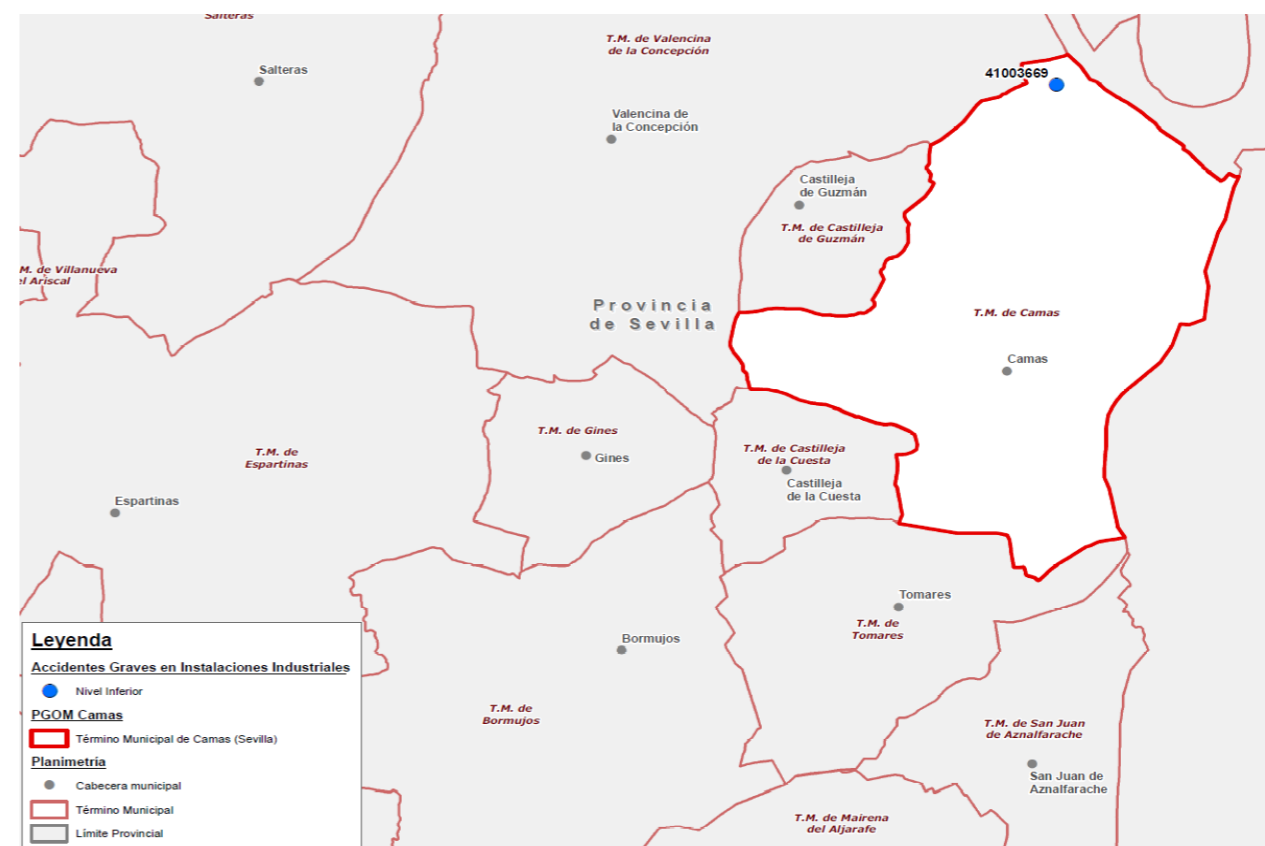 Salteras
T.M. de Valencina
de la Concepción
41003669
Salteras
Valencina de
la Concepción
Castilleja
de Guzmán
T.M. de Castilleja
de Guzmán
M. de Villanueva
el Ariscal
Provincia
de Sevilla
T.M. de Camas
Camas
T.M. de Gines
Gines
T.M. de Castilleja
de la Cuesta
Castilleja
de la Cuesta
T.M. de
Espartinas
Espartinas
Tomares
T.M. de
Tomares
Bormujos
T.M. de
Bormujos
T.M. de San Juan
de Aznalfarache
San Juan de
Aznalfarache
T.M. de Mairena
del Aljarafe
Leyenda
Accidentes Graves en Instalaciones Industriales
Nivel Inferior
PGOM Camas
Término Municipal de Camas (Sevilla)
Planimetría
Cabecera municipal
Término Municipal
Límite Provincial